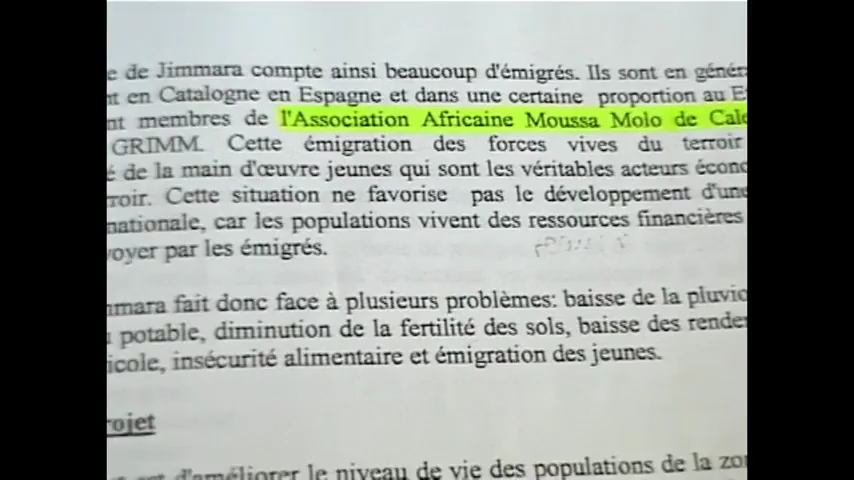 e de Jimmara compte ainsi beaucoup d'émigrés. Ils sont en généra
nt en Catalogne en Espagne et dans une certaine proportion au E
nt membres de l'Association Africaine Moussa Molo de Cale
GRIMM. Cette émigration des forces vives du terroir
é de la main d'œuvre jeunes qui sont les véritables acteurs écono
roir. Cette situation ne favorise pas le développement d'une
nationale, car les populations vivent des ressources financières
voyer par les émigrés.
mmara fait donc face à plusieurs problèmes: baisse de la pluvio
u potable, diminution de la fertilité des sols, baisse des rende
icole, insécurité alimentaire et émigration des jeunes.
rojet
est d'améliorer le niveau de vie des populations de la zo